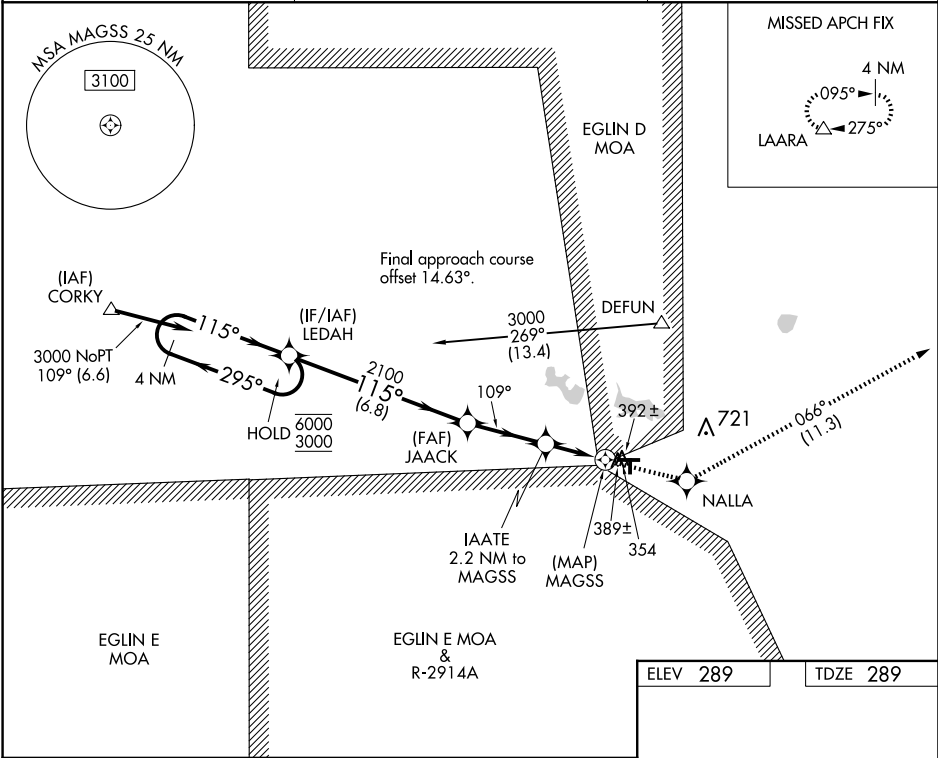 MSA MAGSS 25 NM
3100
MISSED APCH FIX
4 NM
095°
275°
LAARA
EGLIN D
MOA
Final approach course
offset 14.63°.
(IAF)
CORKY
3000 NoPT
109° (6.6)
4 NM
115°
295°
(IF/IAF)
LEDAH
HOLD
6000
3000
2100
115°
(6.8)
109°
3000
269°
(13.4)
DEFUN
(FAF)
JAACK
392±
721
066°
(11.3)
NALLA
IAATE
2.2 NM to
MAGSS
(MAP)
MAGSS
389±
354
EGLIN E
MOA
EGLIN E MOA
&
R-2914A
ELEV 289
TDZE 289